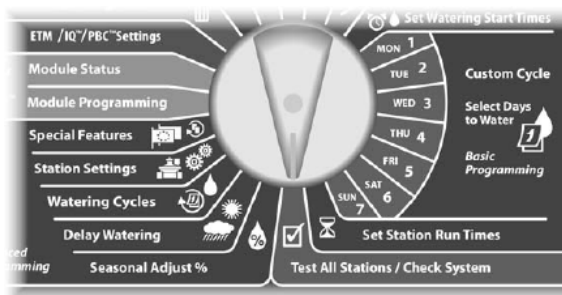 ETM /IQ™/PBC™Settings
Module Status
Module Programming
Special Features
Station Settings
Watering Cycles
Delay Watering
Seasonal Adjust %
Set Watering Start Times
MON 1
TUE 2
WED 3
THU 4
FRI 5
SAT 6
SUN 7
Custom Cycle
Select Days
to Water
Basic
Programming
Set Station Run Times
Test All Stations / Check System
%